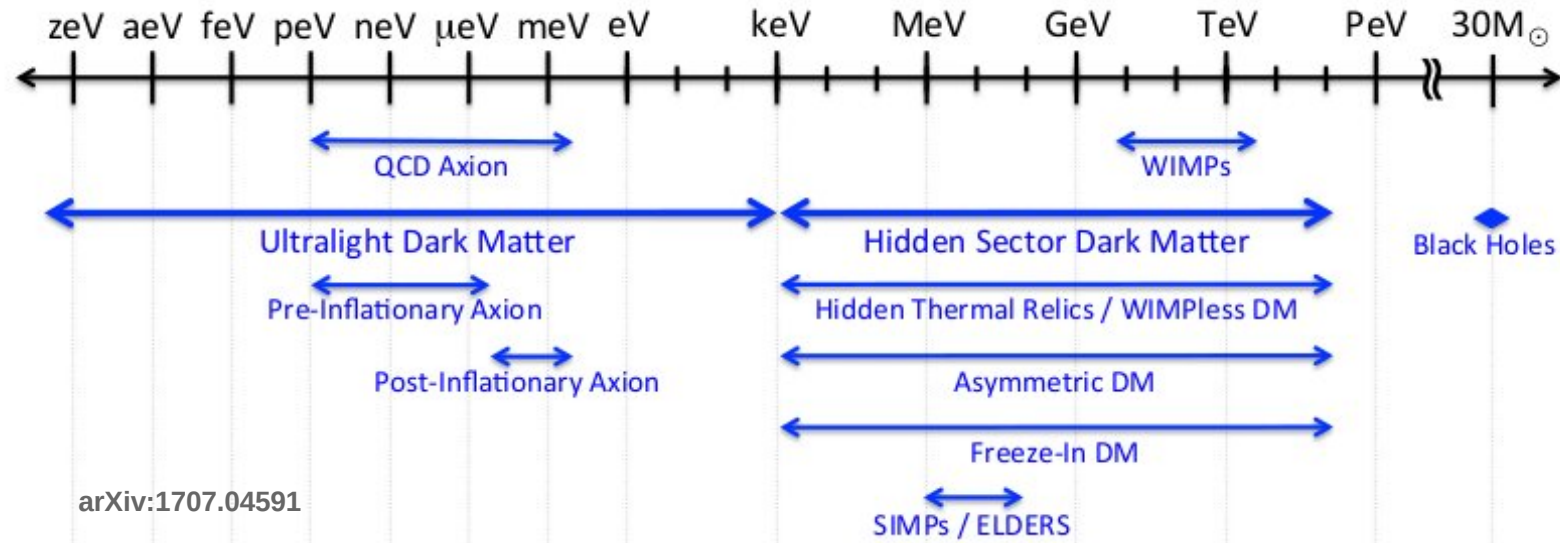 zeV aeV feV peV neV μeV meV eV keV MeV GeV TeV PeV 30M☉
QCD Axion WIMPs
Ultralight Dark Matter Hidden Sector Dark Matter Black Holes
Pre-Inflationary Axion Hidden Thermal Relics / WIMPless DM
Post-Inflationary Axion Asymmetric DM
Freeze-In DM
arXiv:1707.04591
SIMPs / ELDERS